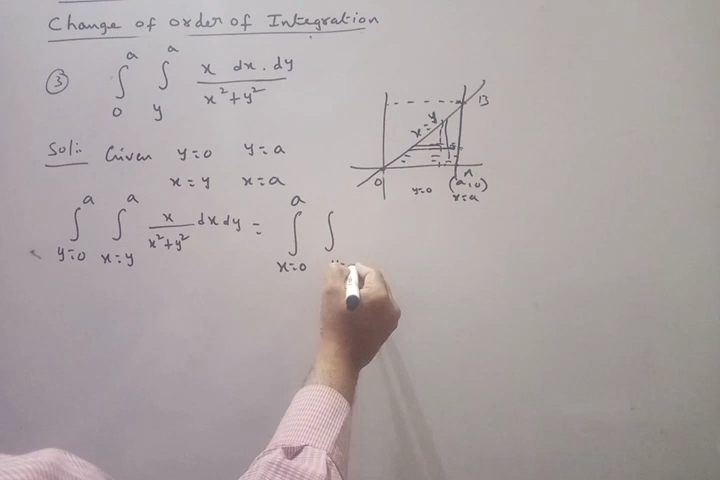 Change of order of Integration
③ ∫₀ᵃ ∫ᵧᵃ x dx.dy / x²+y²
Sol:- Given y=0 y=a
x=y x=a
∫_{y=0}^{a} ∫_{x=y}^{a} x / x²+y² dx dy = ∫_{x=0}^{a} ∫
x=y
B
O
y=0
A
(a,0)
x=a